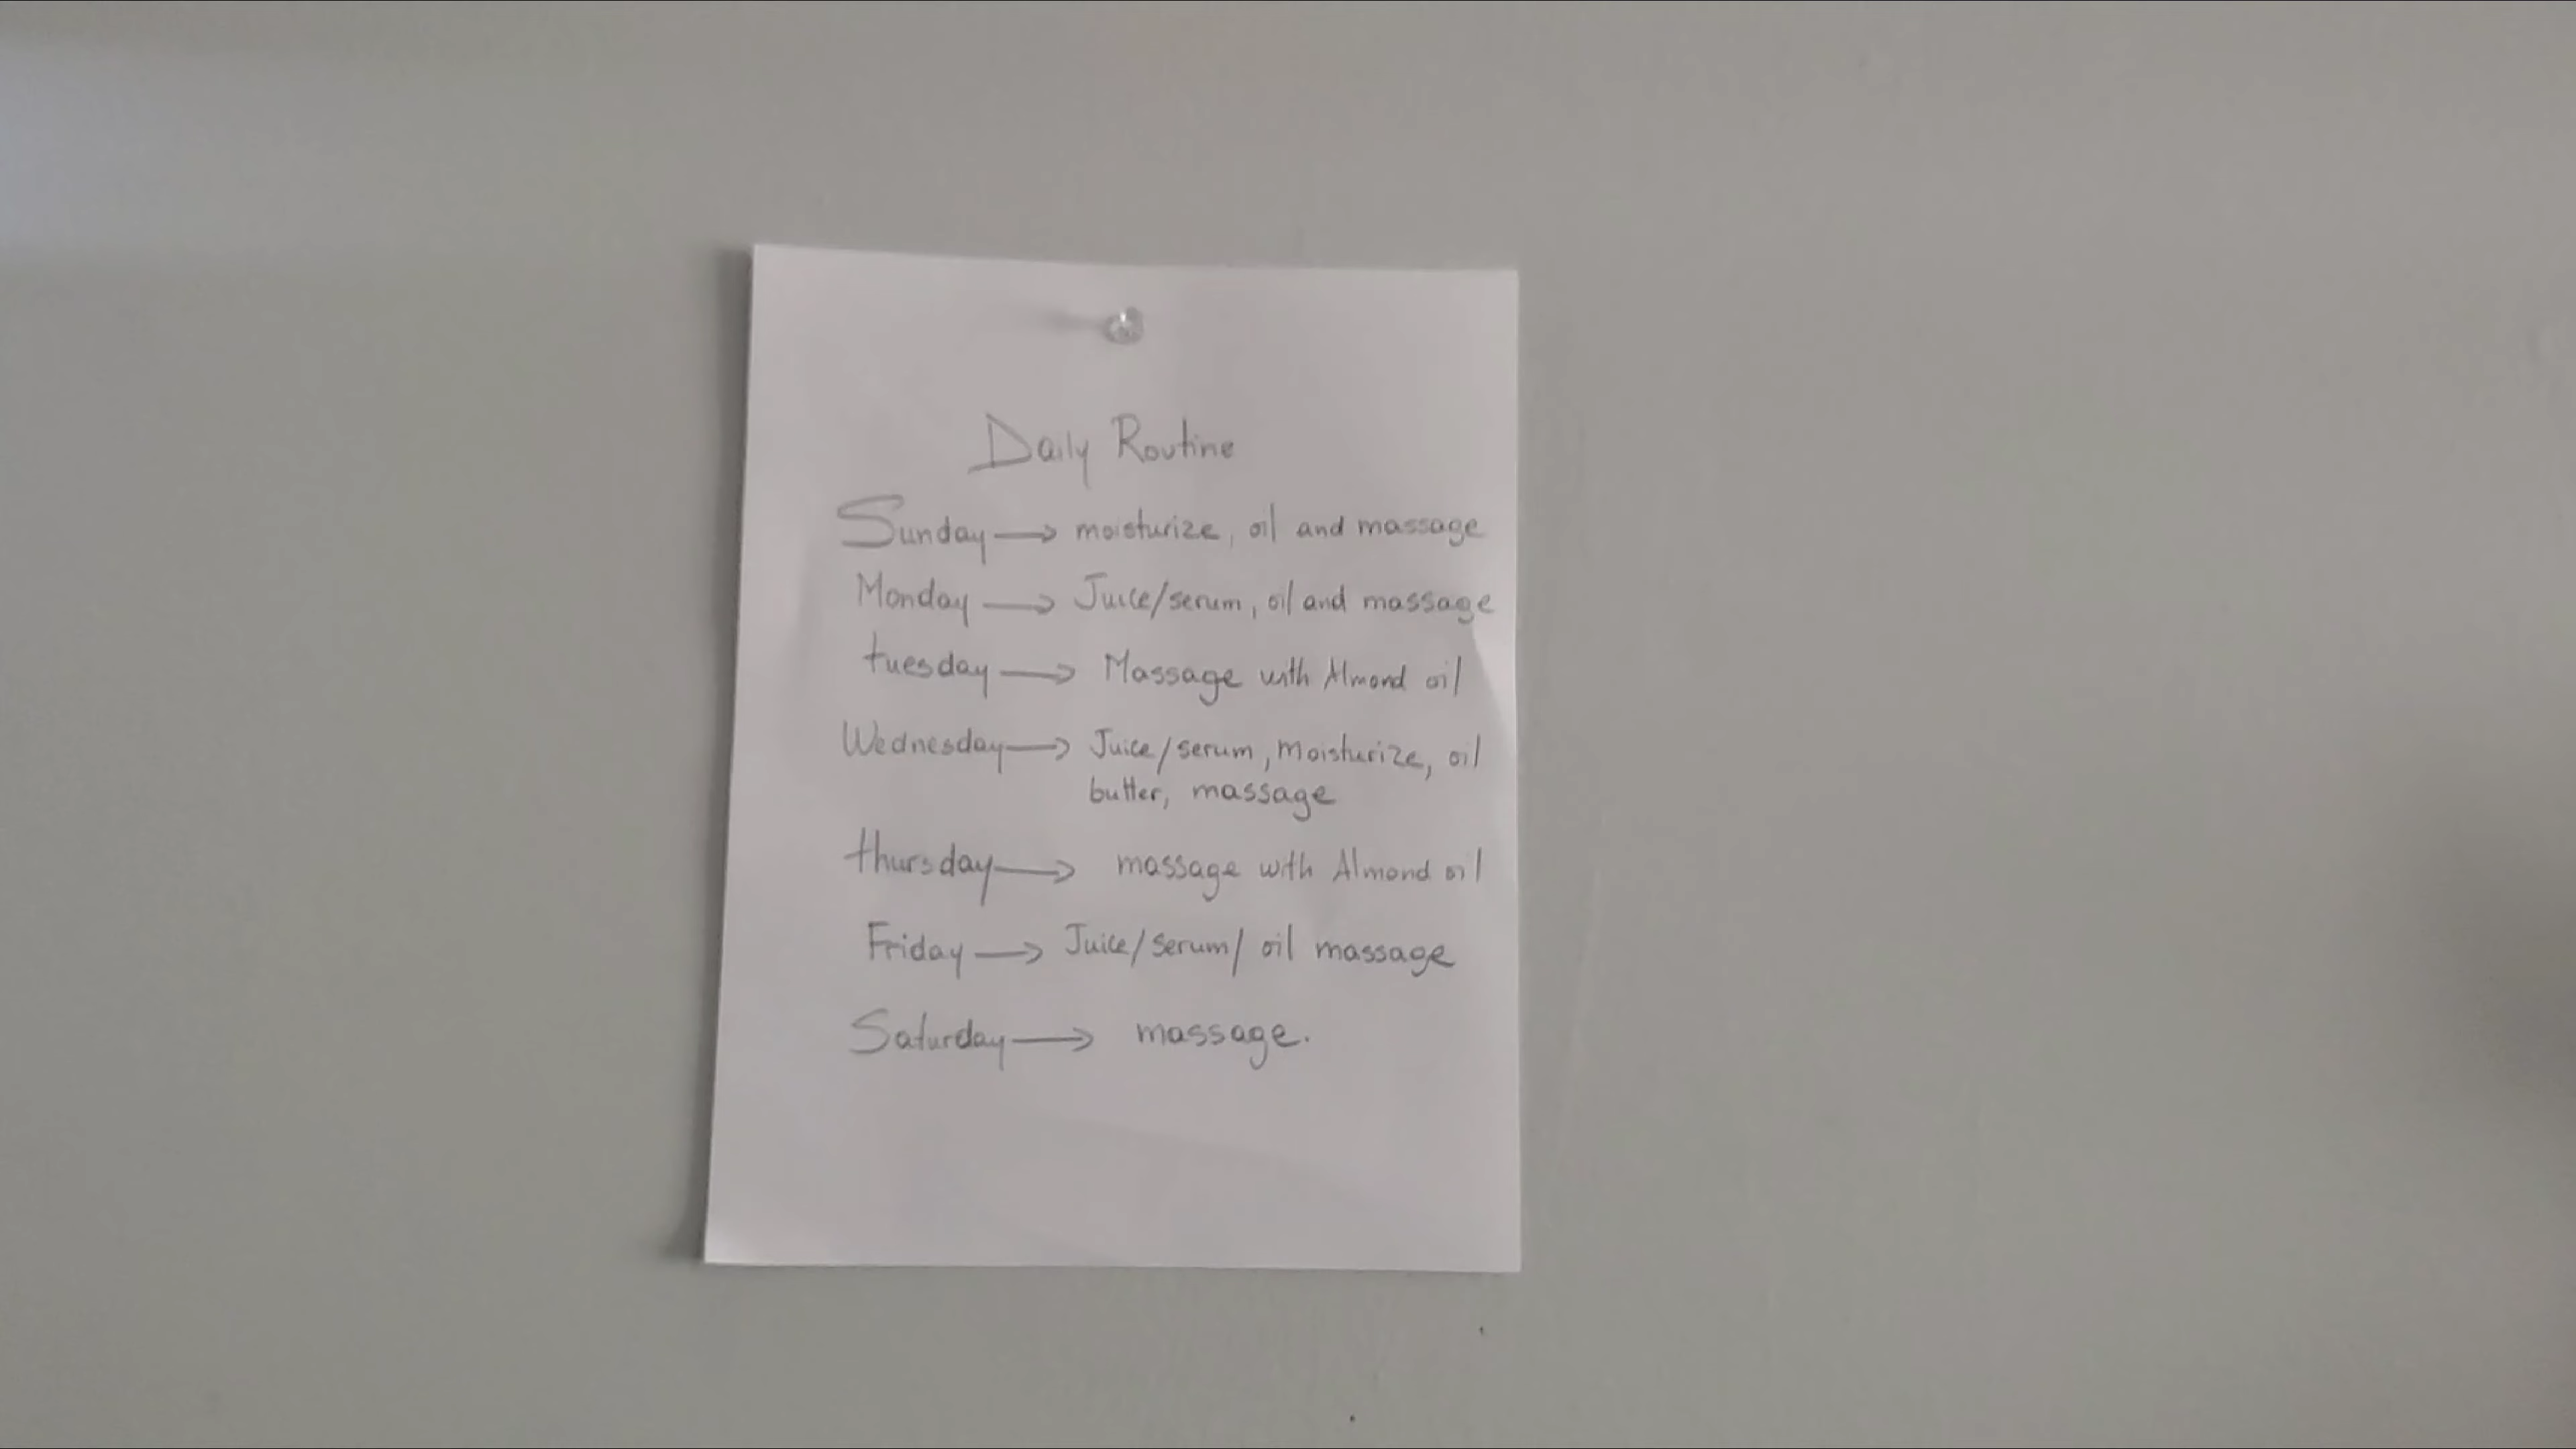 Daily Routine
Sunday → moisturize, oil and massage
Monday → Juice/serum, oil and massage
tuesday → Massage with Almond oil
Wednesday → Juice/serum, Moisturize, oil
butter, massage
thursday → massage with Almond oil
Friday → Juice/serum/ oil massage
Saturday → massage.